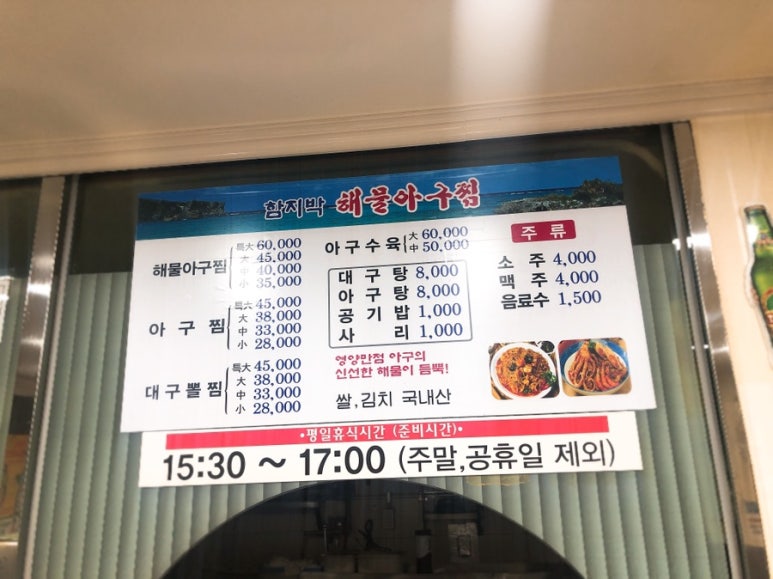 함지박 해물아구찜
해물아구찜 特大 60,000
大 45,000
中 40,000
小 35,000
아구찜 特大 45,000
大 38,000
中 33,000
小 28,000
대구뽈찜 特大 45,000
大 38,000
中 33,000
小 28,000
아구수육 大 60,000
中 50,000
대구탕 8,000
아구탕 8,000
공기밥 1,000
사리 1,000
영양만점 아구의
신선한 해물이 듬뿍!
쌀,김치 국내산
주류
소주 4,000
맥주 4,000
음료수 1,500
•평일휴식시간 (준비시간)•
15:30 ~ 17:00 (주말,공휴일 제외)